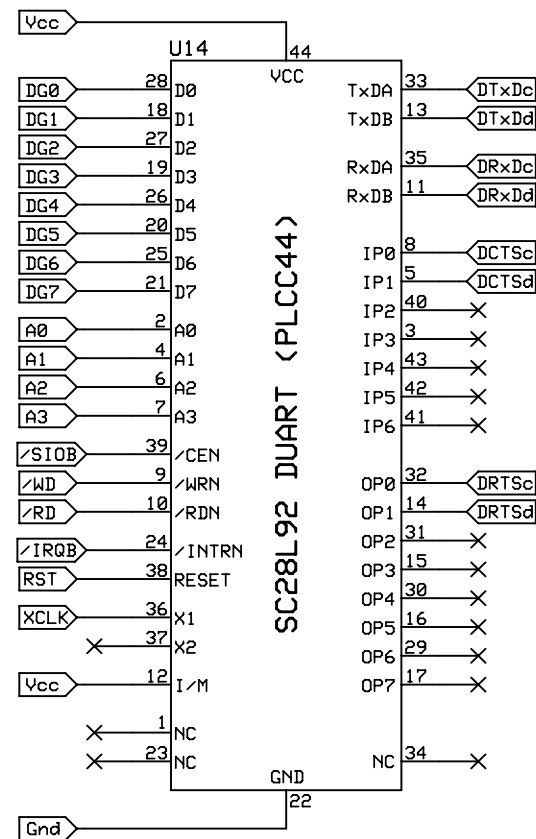 Vcc
U14
44
VCC
DG0 28 D0 TxDA 33 DTxDc
DG1 18 D1 TxDB 13 DTxDd
DG2 27 D2
DG3 19 D3 RxDA 35 DRxDc
DG4 26 D4 RxDB 11 DRxDd
DG5 20 D5
DG6 25 D6 IP0 8 DCTSc
DG7 21 D7 IP1 5 DCTSd
IP2 40
A0 2 A0 IP3 3
A1 4 A1 IP4 43
A2 6 A2 IP5 42
A3 7 A3 IP6 41
/SIOB 39 /CEN
/WD 9 /WRN OP0 32 DRTSc
/RD 10 /RDN OP1 14 DRTSd
OP2 31
/IRQB 24 /INTRN OP3 15
RST 38 RESET OP4 30
XCLK 36 X1 OP5 16
37 X2 OP6 29
Vcc 12 I/M OP7 17
1 NC
23 NC NC 34
SC28L92 DUART (PLCC44)
GND
22
Gnd